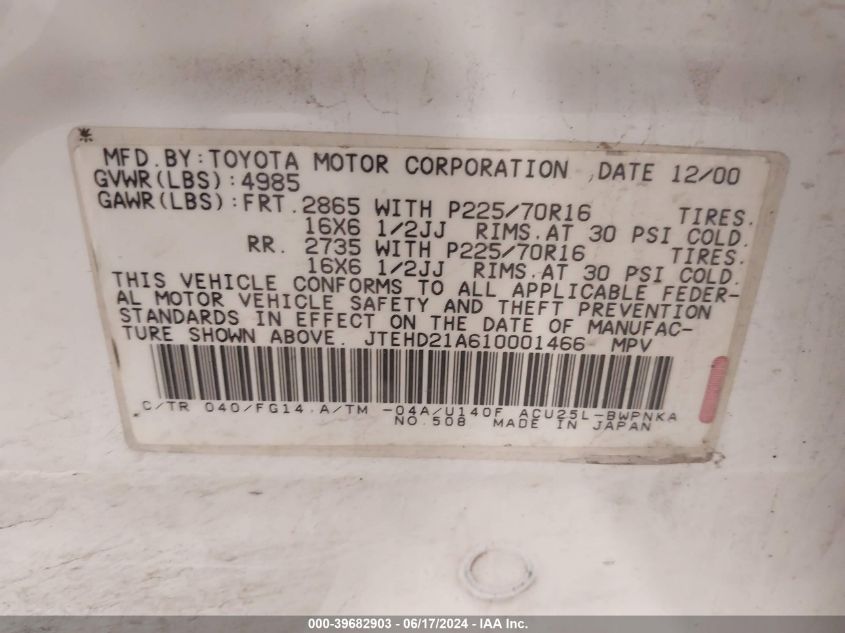 MFD.BY:TOYOTA MOTOR CORPORATION DATE 12/00
GVWR(LBS):4985
GAWR(LBS):FRT.2865 WITH P225/70R16 TIRES.
16X6 1/2JJ RIMS.AT 30 PSI COLD.
RR. 2735 WITH P225/70R16 TIRES.
16X6 1/2JJ RIMS.AT 30 PSI COLD.
THIS VEHICLE CONFORMS TO ALL APPLICABLE FEDER-
AL MOTOR VEHICLE SAFETY AND THEFT PREVENTION
STANDARDS IN EFFECT ON THE DATE OF MANUFAC-
TURE SHOWN ABOVE. JTEHD21A610001466 MPV
C/TR 040/FG14 A/TM -04A/U140F ACU25L-BWPNKA
NO.508 MADE IN JAPAN
000-39682903 - 06/17/2024 - IAA Inc.